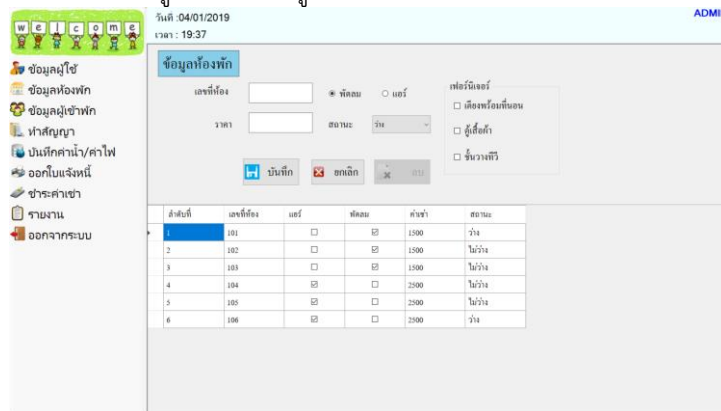 welcome
วันที่ :04/01/2019
ADMI
เวลา : 19:37
ข้อมูลผู้ใช้
ข้อมูลห้องพัก
ข้อมูลผู้เข้าพัก
ทำสัญญา
บันทึกค่าน้ำ/ค่าไฟ
ออกใบแจ้งหนี้
ชำระค่าเช่า
รายงาน
ออกจากระบบ
ข้อมูลห้องพัก
เลขที่ห้อง พัดลม แอร์
ราคา สถานะ ว่าง
เฟอร์นิเจอร์
เตียงพร้อมที่นอน
ตู้เสื้อผ้า
ชั้นวางทีวี
บันทึก ยกเลิก ลบ
ลำดับที่ เลขที่ห้อง แอร์ พัดลม ค่าเช่า สถานะ
1 101 1500 ว่าง
2 102 1500 ไม่ว่าง
3 103 1500 ไม่ว่าง
4 104 2500 ไม่ว่าง
5 105 2500 ไม่ว่าง
6 106 2500 ว่าง